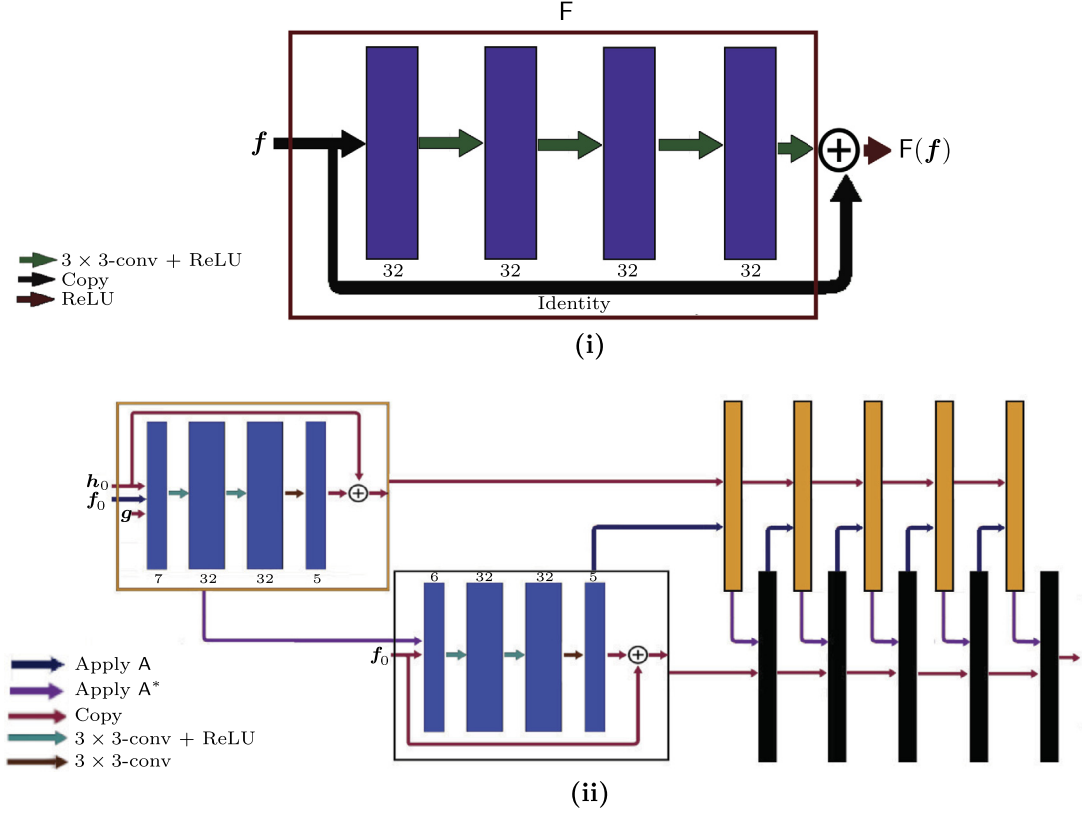 F
f
F(f)
32 32 32 32
Identity
3 × 3-conv + ReLU
Copy
ReLU
(i)
h₀
f₀
g
7 32 32 5
6 32 32 5
f₀
Apply A
Apply A*
Copy
3 × 3-conv + ReLU
3 × 3-conv
(ii)